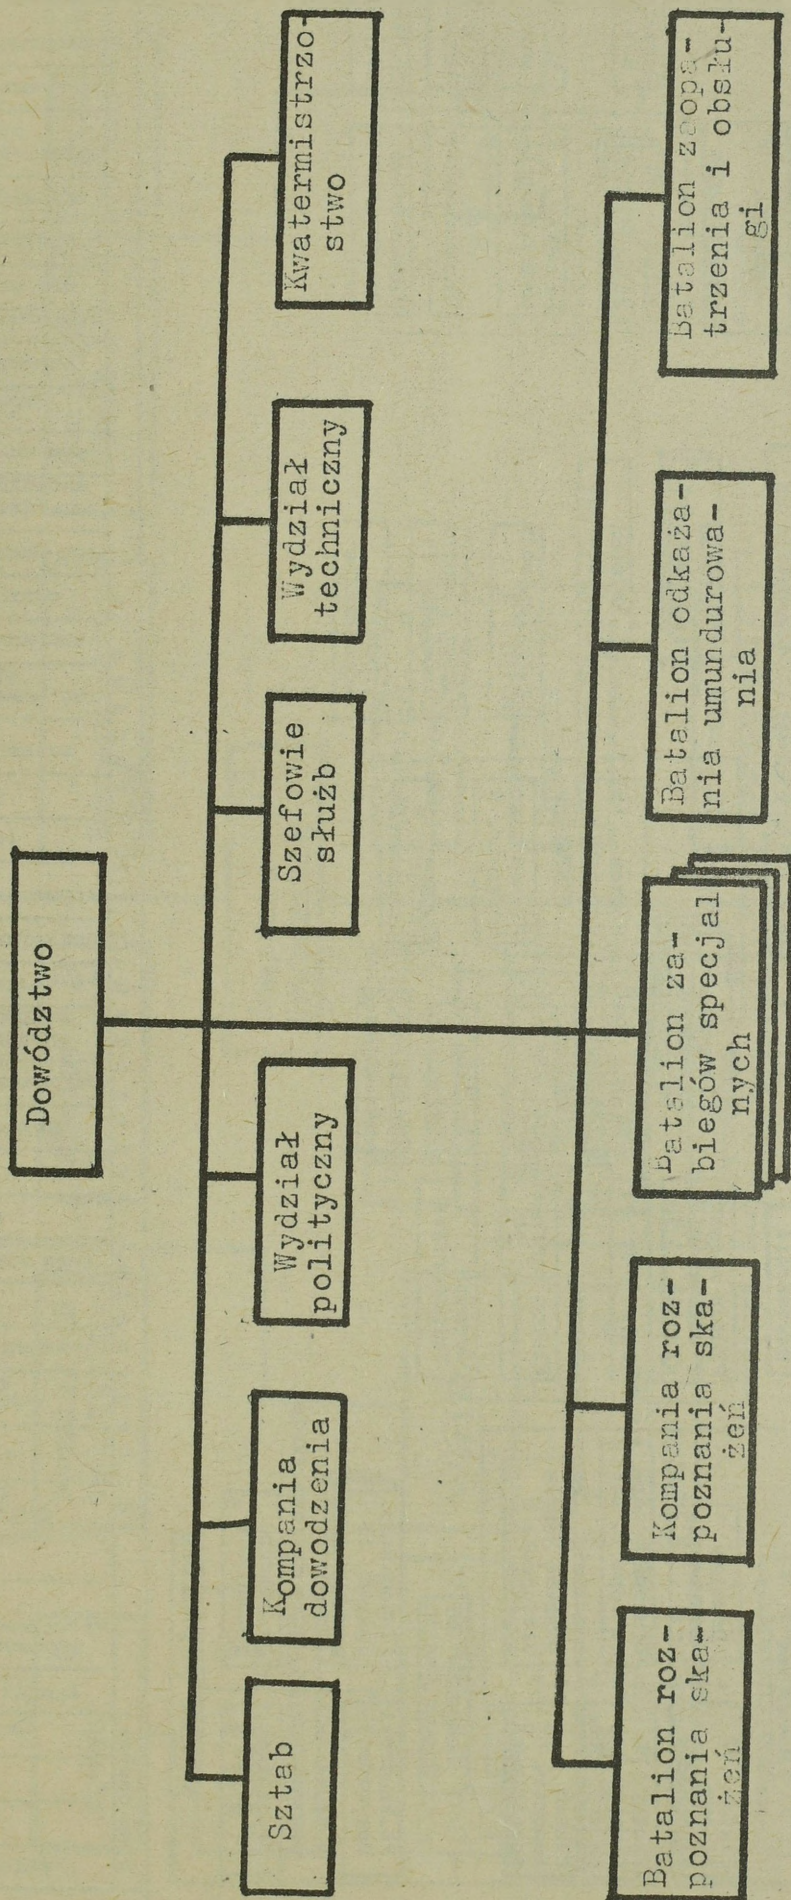 Dowództwo
Sztab
Kompania
dowodzenia
Wydział
polityczny
Szefowie
służb
Wydział
techniczny
Kwatermistrzo-
stwo
Batalion roz-
poznania ska-
żeń
Kompania roz-
poznania ska-
żeń
Batalion za-
biegów specjal
nych
Batalion odkaża-
nia umundurowa-
nia
Batalion zaopa-
trzenia i obsłu-
gi